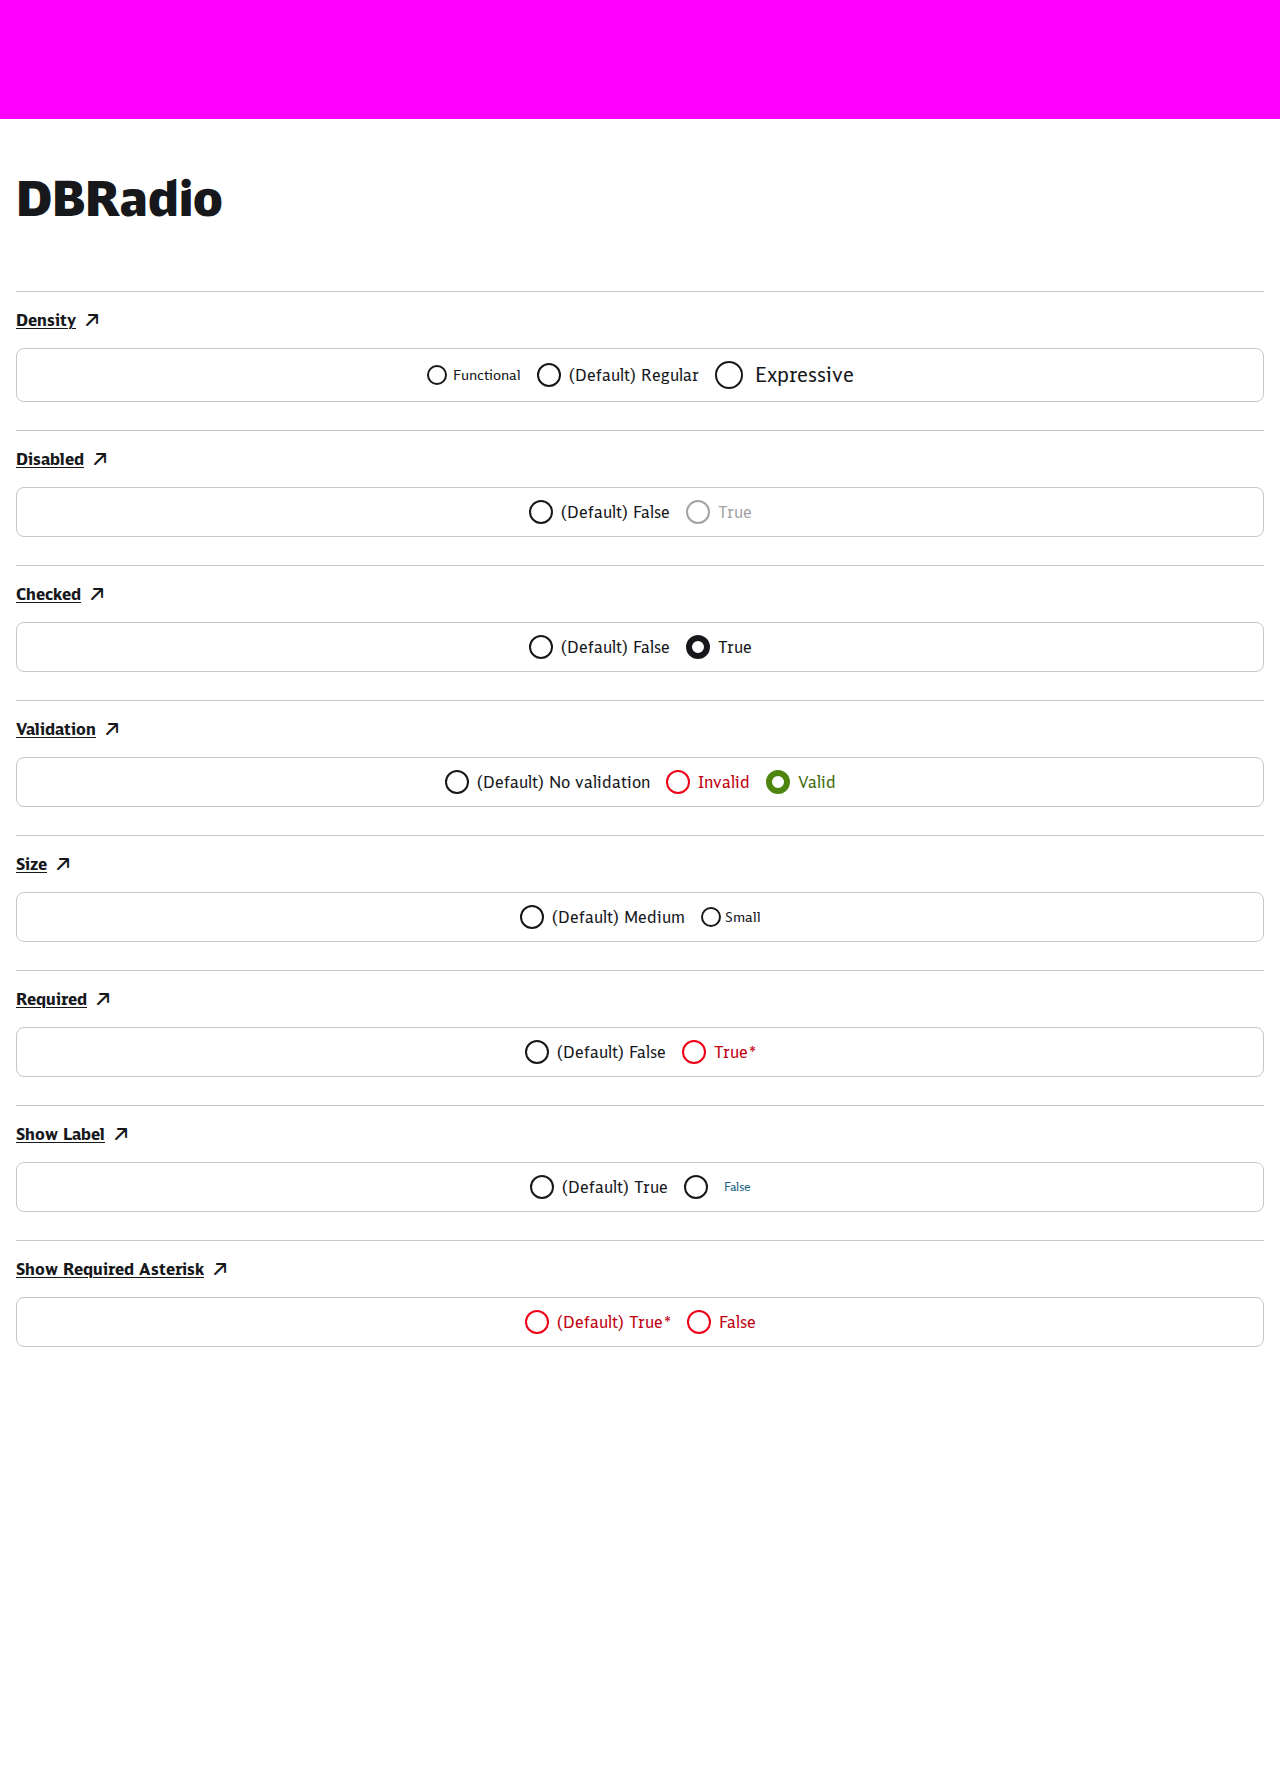 DBRadio
Density
Functional (Default) Regular Expressive
Disabled
(Default) False True
Checked
(Default) False True
Validation
(Default) No validation Invalid Valid
Size
(Default) Medium Small
Required
(Default) False True*
Show Label
(Default) True False
Show Required Asterisk
(Default) True* False